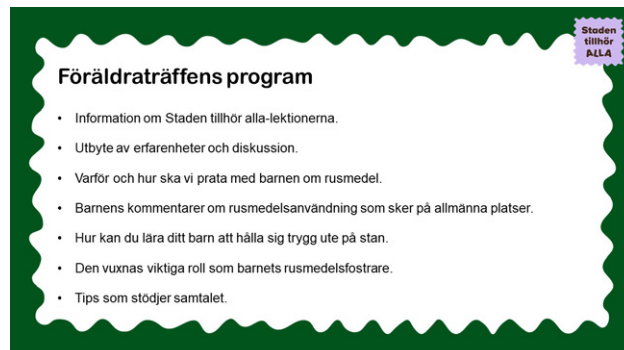 Staden
tillhör
ALLA
Föräldraträffens program
• Information om Staden tillhör alla-lektionerna.
• Utbyte av erfarenheter och diskussion.
• Varför och hur ska vi prata med barnen om rusmedel.
• Barnens kommentarer om rusmedelsanvändning som sker på allmänna platser.
• Hur kan du lära ditt barn att hålla sig trygg ute på stan.
• Den vuxnas viktiga roll som barnets rusmedelsfostrare.
• Tips som stödjer samtalet.